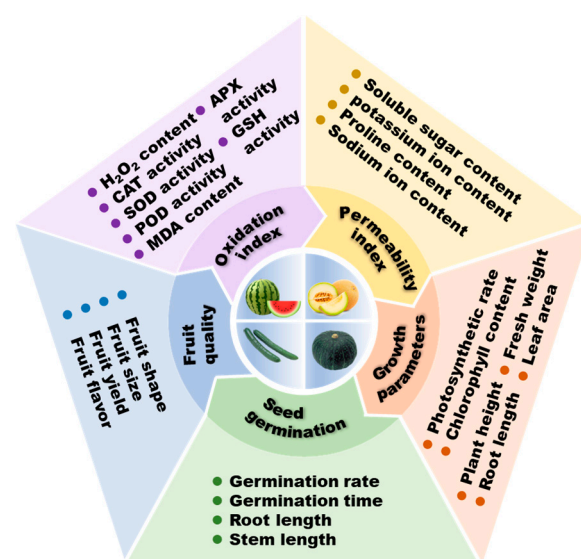 H₂O₂ content
CAT activity
SOD activity
POD activity
MDA content
APX
activity
GSH
activity
Oxidation
index
Soluble sugar content
potassium ion content
Proline content
Sodium ion content
Permeability
index
Photosynthetic rate
Chlorophyll content
Plant height
Root length
Fresh weight
Leaf area
Growth
parameters
Germination rate
Germination time
Root length
Stem length
Seed
germination
Fruit shape
Fruit size
Fruit yield
Fruit flavor
Fruit
quality